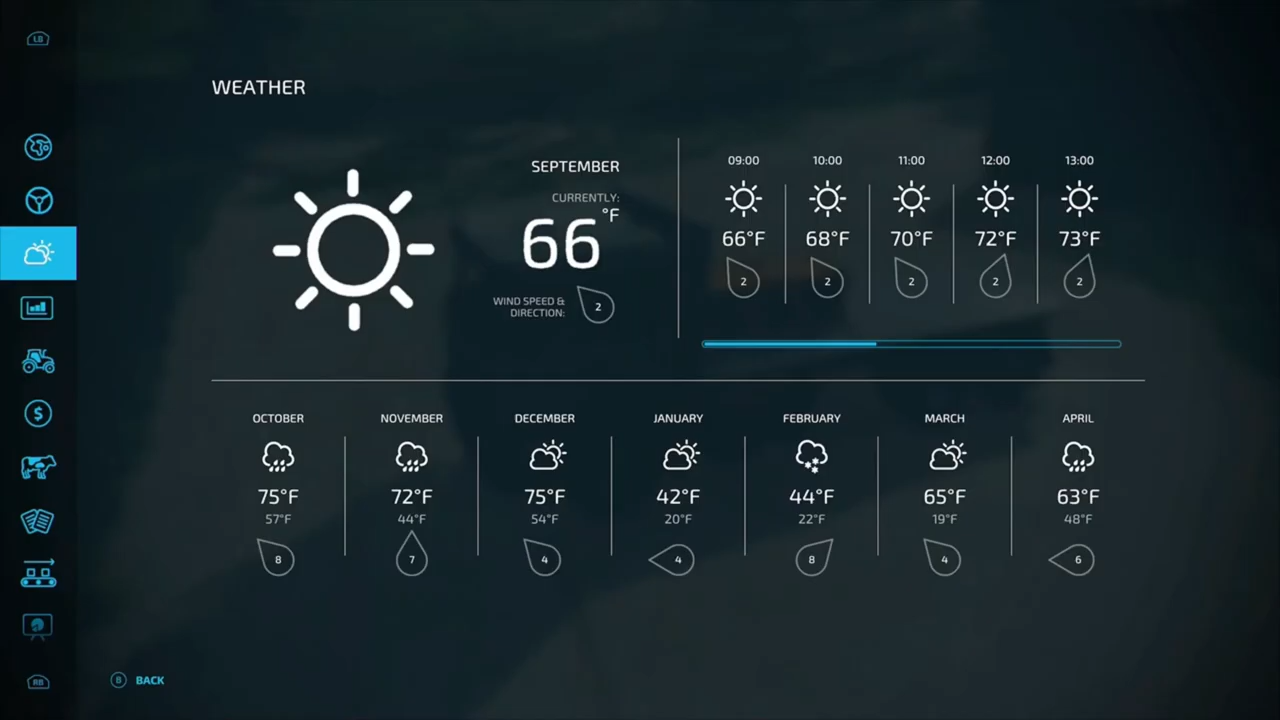 LB
WEATHER
SEPTEMBER
CURRENTLY:
66°F
WIND SPEED &
DIRECTION:
2
09:00 10:00 11:00 12:00 13:00
66°F 68°F 70°F 72°F 73°F
2 2 2 2 2
OCTOBER NOVEMBER DECEMBER JANUARY FEBRUARY MARCH APRIL
75°F 72°F 75°F 42°F 44°F 65°F 63°F
57°F 44°F 54°F 20°F 22°F 19°F 48°F
8 7 4 4 8 4 6
$
RB
B BACK